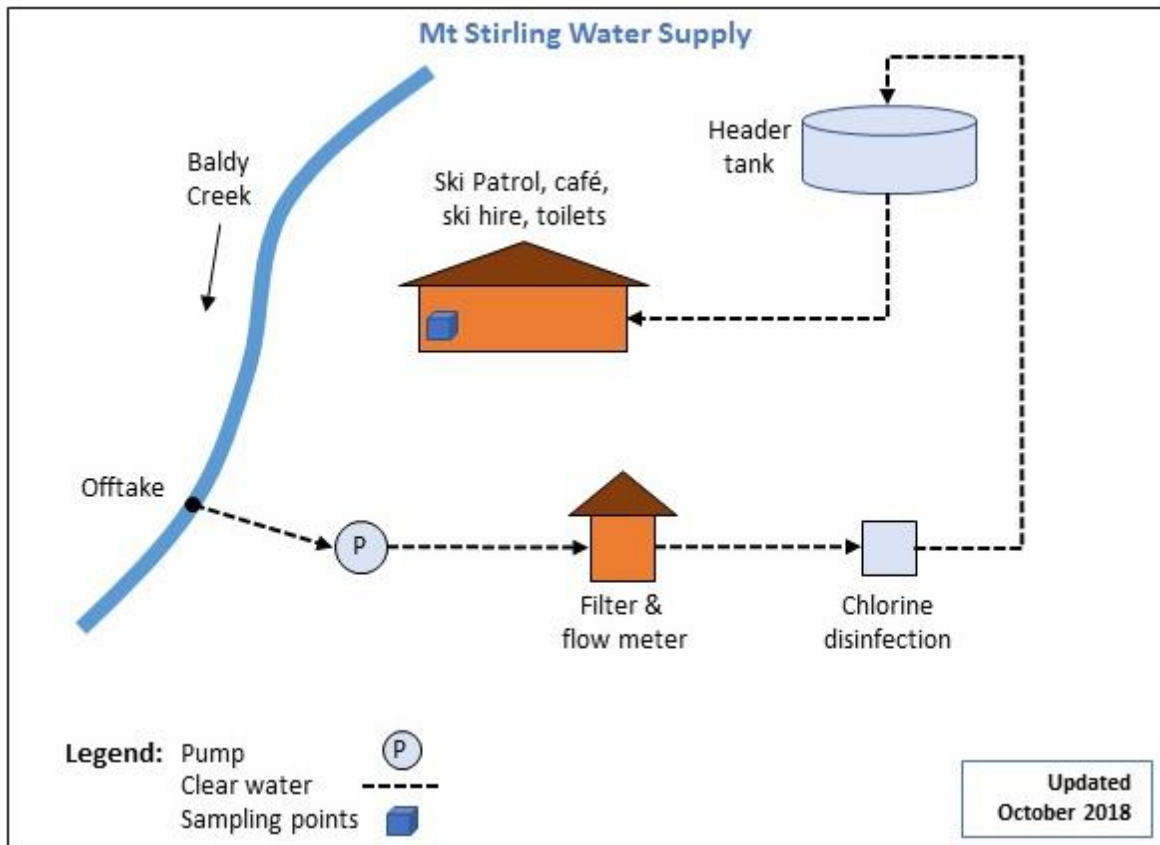 Mt Stirling Water Supply
Baldy
Creek
Ski Patrol, café,
ski hire, toilets
Header
tank
Offtake
P
Filter &
flow meter
Chlorine
disinfection
Legend: Pump P
Clear water
Sampling points
Updated
October 2018